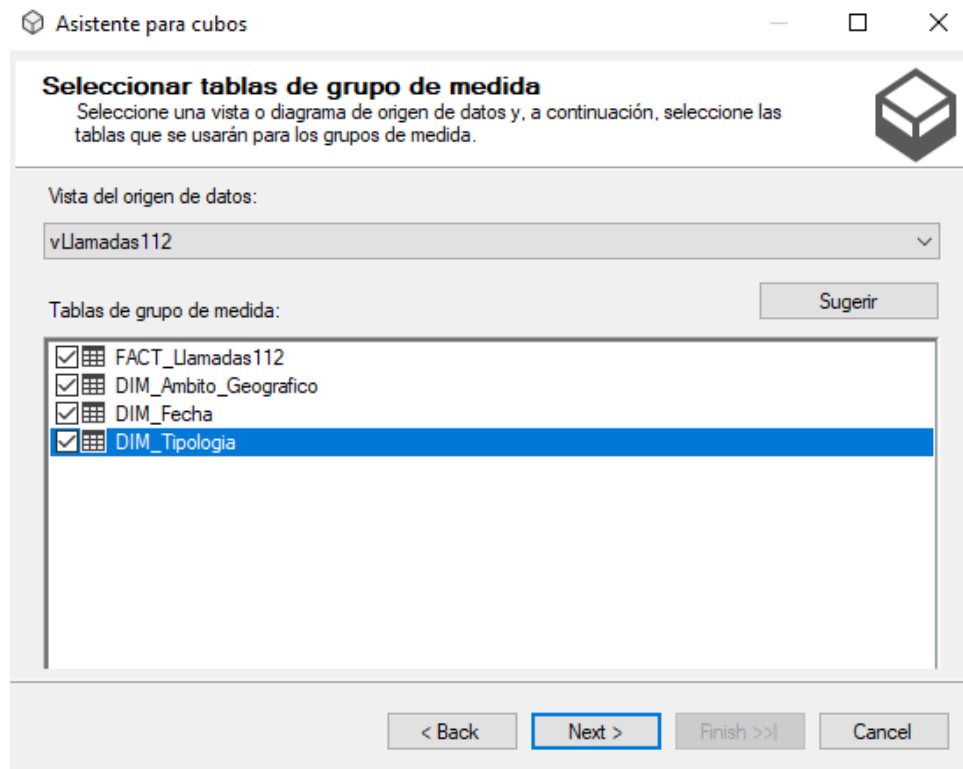 Asistente para cubos
Seleccionar tablas de grupo de medida
Seleccione una vista o diagrama de origen de datos y, a continuación, seleccione las
tablas que se usarán para los grupos de medida.
Vista del origen de datos:
vLlamadas112
Sugerir
Tablas de grupo de medida:
FACT_Llamadas112
DIM_Ambito_Geografico
DIM_Fecha
DIM_Tipologia
< Back
Next >
Finish >>|
Cancel